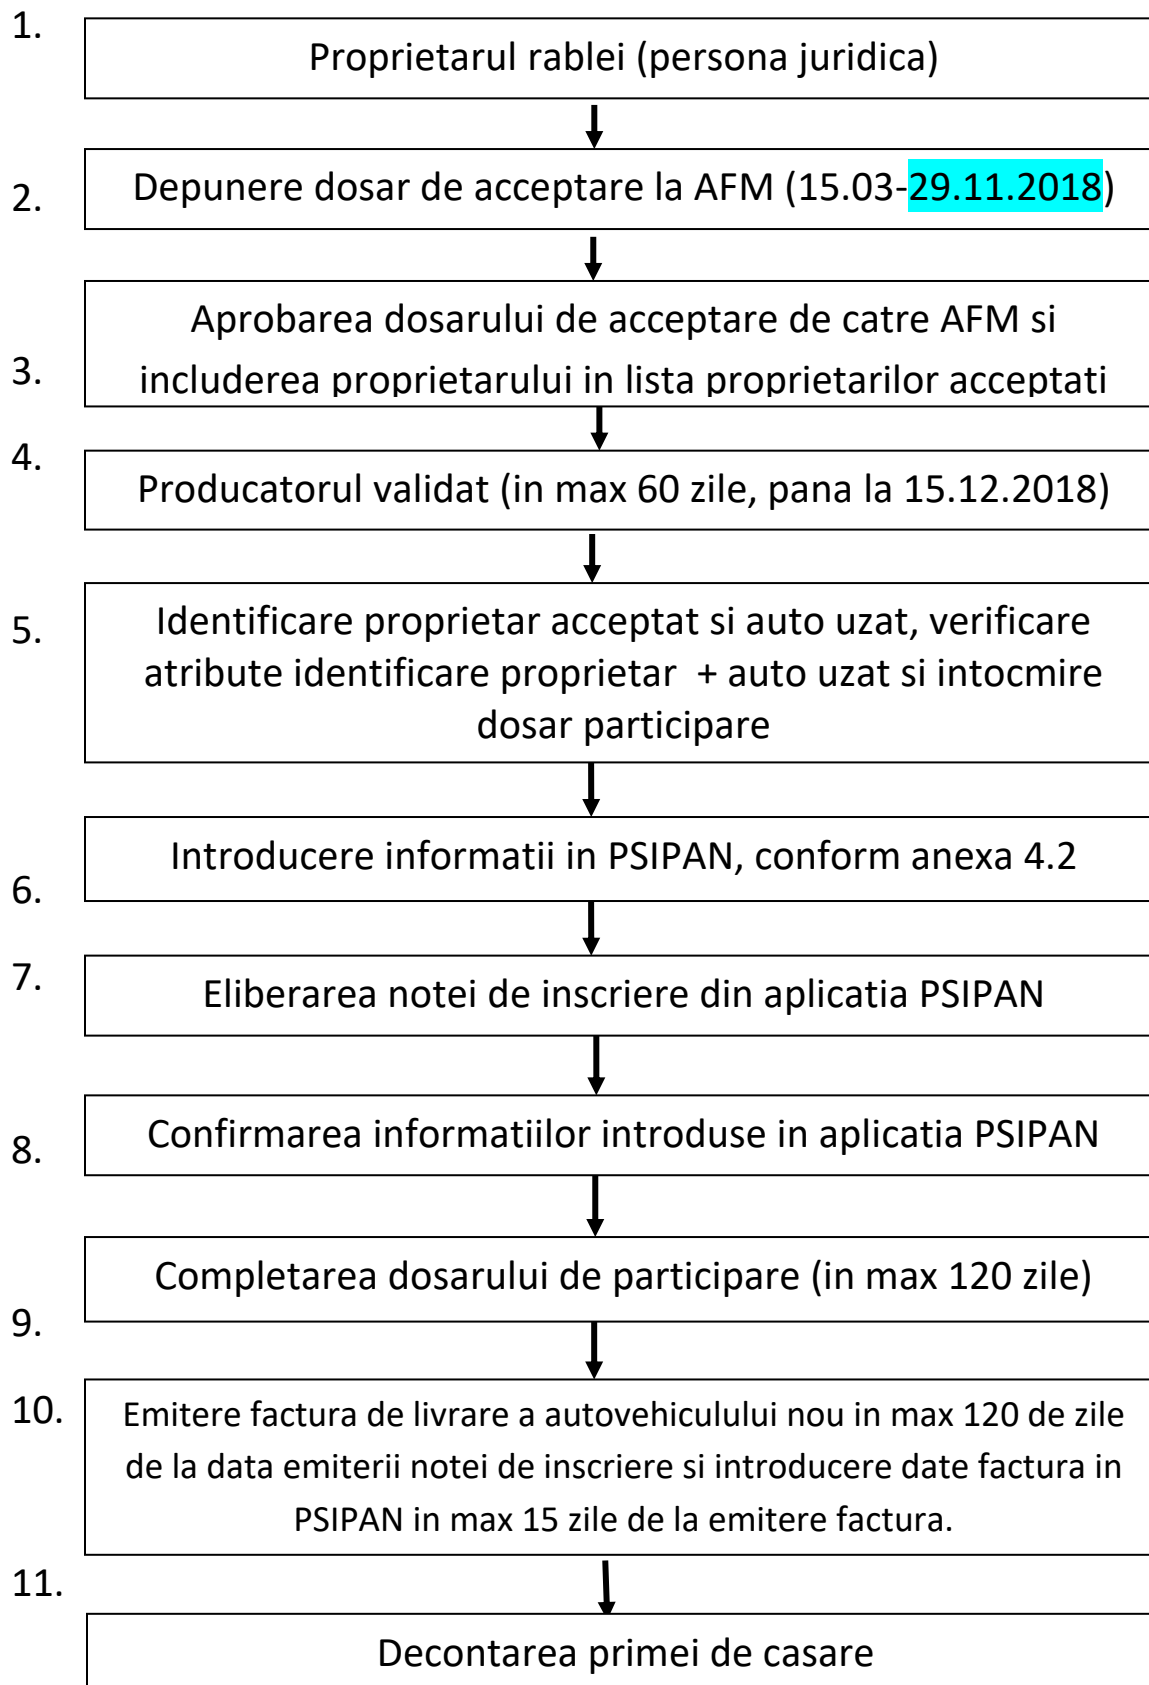 1.
Proprietarul rablei (persona juridica)
2.
Depunere dosar de acceptare la AFM (15.03-29.11.2018)
3.
Aprobarea dosarului de acceptare de catre AFM si
includerea proprietarului in lista proprietarilor acceptati
4.
Producatorul validat (in max 60 zile, pana la 15.12.2018)
5.
Identificare proprietar acceptat si auto uzat, verificare
atribute identificare proprietar + auto uzat si intocmire
dosar participare
6.
Introducere informatii in PSIPAN, conform anexa 4.2
7.
Eliberarea notei de inscriere din aplicatia PSIPAN
8.
Confirmarea informatiilor introduse in aplicatia PSIPAN
9.
Completarea dosarului de participare (in max 120 zile)
10.
Emitere factura de livrare a autovehiculului nou in max 120 de zile
de la data emiterii notei de inscriere si introducere date factura in
PSIPAN in max 15 zile de la emitere factura.
11.
Decontarea primei de casare